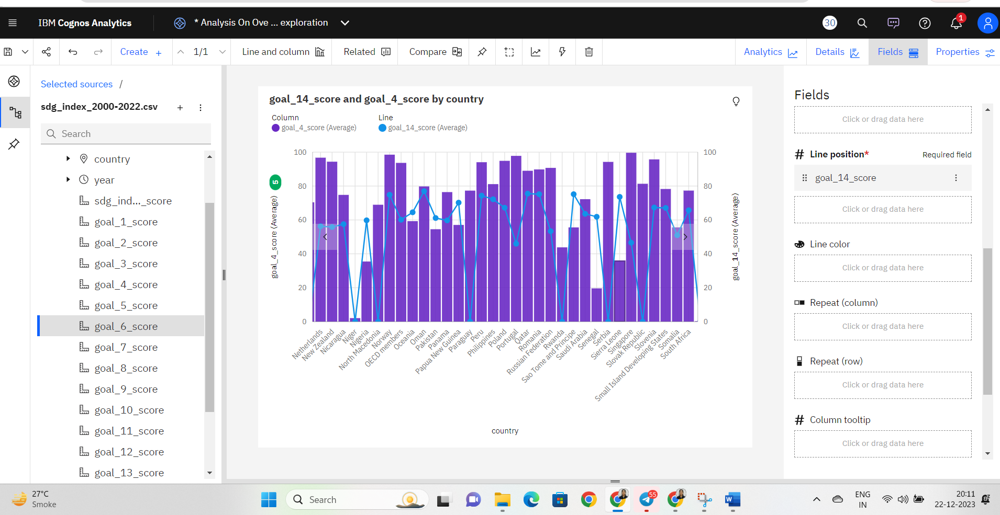 IBM Cognos Analytics
* Analysis On Ove ... exploration
30
1
Create +
1/1
Line and column
Related
Compare
Analytics
Details
Fields
Properties
Selected sources /
sdg_index_2000-2022.csv
Search
country
year
sdg_ind..._score
goal_1_score
goal_2_score
goal_3_score
goal_4_score
goal_5_score
goal_6_score
goal_7_score
goal_8_score
goal_9_score
goal_10_score
goal_11_score
goal_12_score
goal_13_score
goal_14_score and goal_4_score by country
Column
goal_4_score (Average)
Line
goal_14_score (Average)
100
80
60
40
20
0
5
goal_4_score (Average)
100
80
60
40
20
0
goal_14_score (Average)
Netherlands
New Zealand
Nicaragua
Niger
Nigeria
North Macedonia
Norway
OECD members
Oceania
Oman
Pakistan
Panama
Papua New Guinea
Paraguay
Peru
Philippines
Poland
Portugal
Qatar
Romania
Russian Federation
Rwanda
Sao Tome and Principe
Saudi Arabia
Senegal
Serbia
Sierra Leone
Singapore
Slovak Republic
Slovenia
Small Island Developing States
Somalia
South Africa
country
Fields
Click or drag data here
# Line position* Required field
goal_14_score
Click or drag data here
Line color
Click or drag data here
Repeat (column)
Click or drag data here
Repeat (row)
Click or drag data here
# Column tooltip
Click or drag data here
27°C
Smoke
Search
55
W
ENG
IN
20:11
22-12-2023